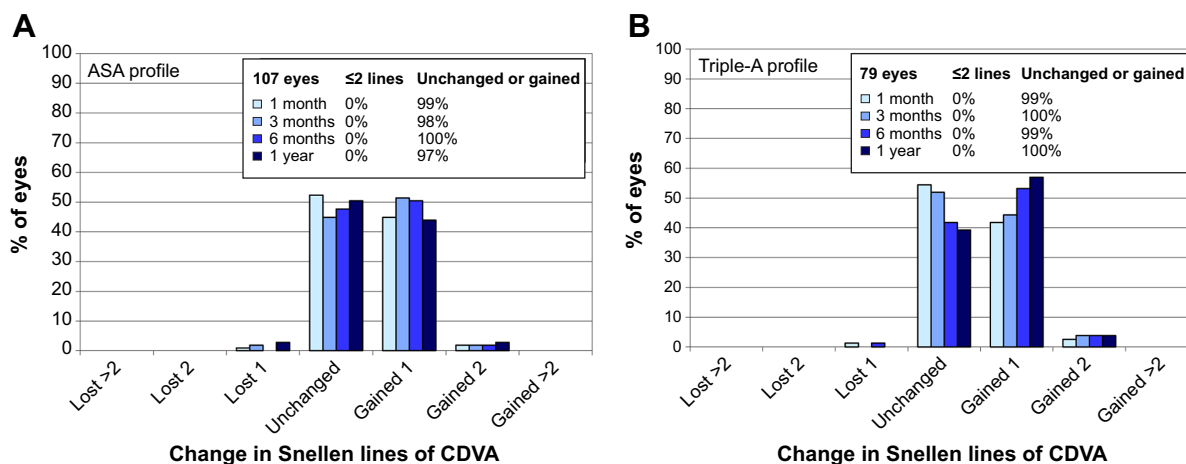 A
ASA profile
107 eyes ≤2 lines Unchanged or gained
1 month 0% 99%
3 months 0% 98%
6 months 0% 100%
1 year 0% 97%
100
90
80
70
60
50
40
30
20
10
0
% of eyes
Lost >2
Lost 2
Lost 1
Unchanged
Gained 1
Gained 2
Gained >2
Change in Snellen lines of CDVA
B
Triple-A profile
79 eyes ≤2 lines Unchanged or gained
1 month 0% 99%
3 months 0% 100%
6 months 0% 99%
1 year 0% 100%
100
90
80
70
60
50
40
30
20
10
0
% of eyes
Lost >2
Lost 2
Lost 1
Unchanged
Gained 1
Gained 2
Gained >2
Change in Snellen lines of CDVA